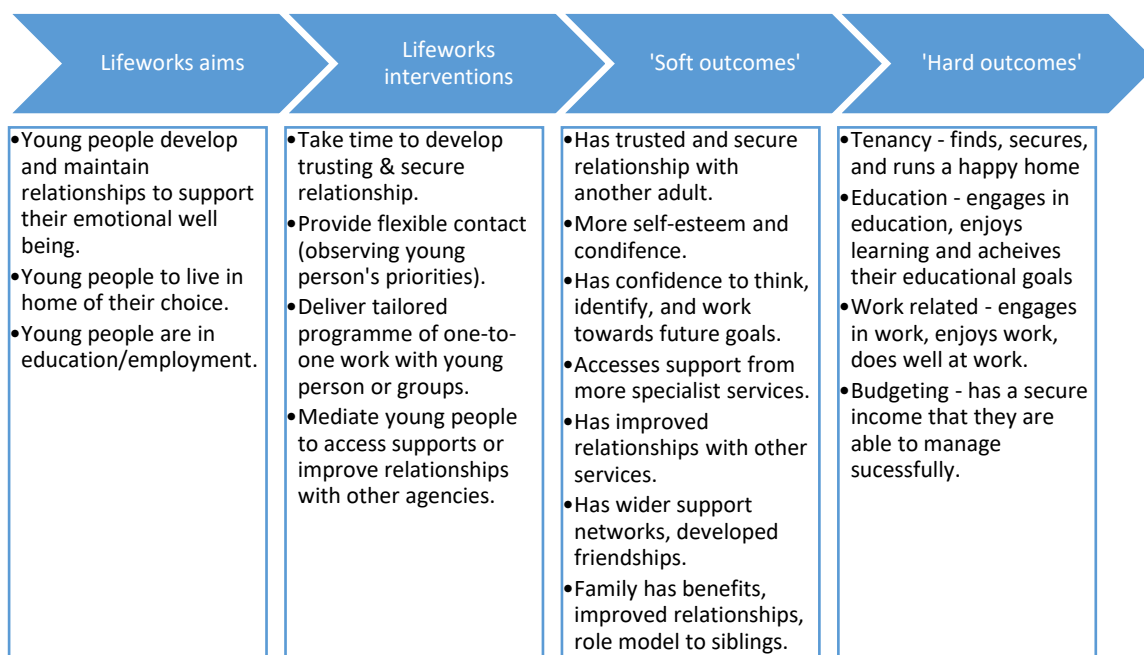 Lifeworks aims
Lifeworks
interventions
'Soft outcomes'
'Hard outcomes'
•Young people develop
and maintain
relationships to support
their emotional well
being.
•Young people to live in
home of their choice.
•Young people are in
education/employment.
•Take time to develop
trusting & secure
relationship.
•Provide flexible contact
(observing young
person's priorities).
•Deliver tailored
programme of one-to-
one work with young
person or groups.
•Mediate young people
to access supports or
improve relationships
with other agencies.
•Has trusted and secure
relationship with
another adult.
•More self-esteem and
condifence.
•Has confidence to think,
identify, and work
towards future goals.
•Accesses support from
more specialist services.
•Has improved
relationships with other
services.
•Has wider support
networks, developed
friendships.
•Family has benefits,
improved relationships,
role model to siblings.
•Tenancy - finds, secures,
and runs a happy home
•Education - engages in
education, enjoys
learning and acheives
their educational goals
•Work related - engages
in work, enjoys work,
does well at work.
•Budgeting - has a secure
income that they are
able to manage
sucessfully.